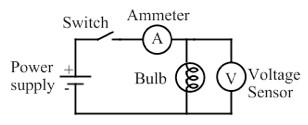 Ammeter
Switch
A
Power
supply
+
-
Bulb
V
Voltage
Sensor